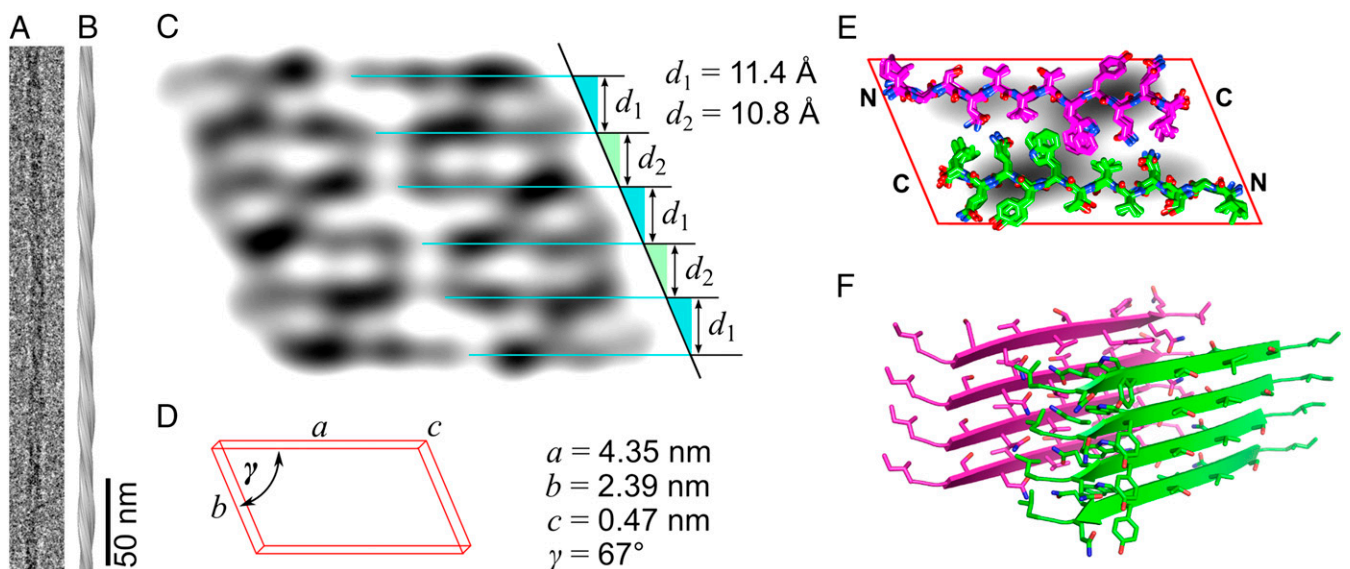 A
B
50 nm
C
d₁ = 11.4 Å
d₂ = 10.8 Å
d₁
d₂
d₁
d₂
d₁
D
a
c
γ
b
a = 4.35 nm
b = 2.39 nm
c = 0.47 nm
γ = 67°
E
N
C
C
N
F